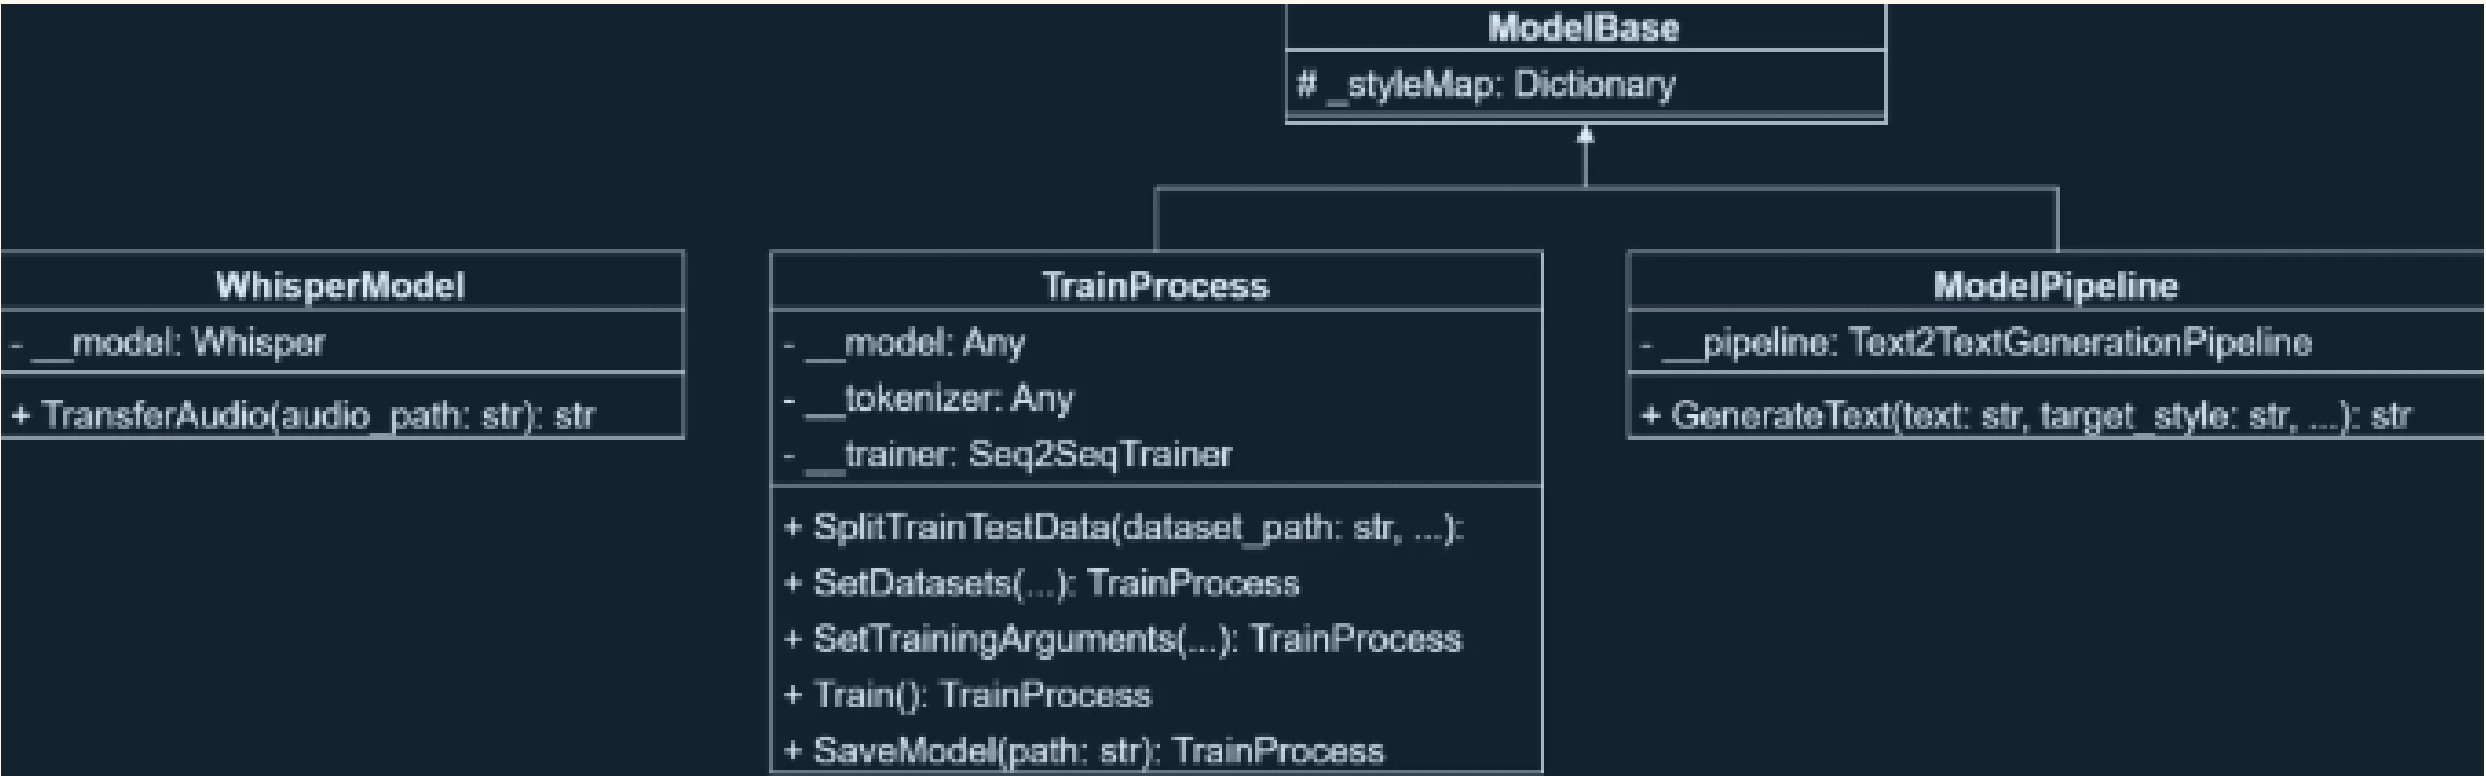 ModelBase
# _styleMap: Dictionary
WhisperModel
- __model: Whisper
+ TransferAudio(audio_path: str): str
TrainProcess
- __model: Any
- __tokenizer: Any
- __trainer: Seq2SeqTrainer
+ SplitTrainTestData(dataset_path: str, ...):
+ SetDatasets(...): TrainProcess
+ SetTrainingArguments(...): TrainProcess
+ Train(): TrainProcess
+ SaveModel(path: str): TrainProcess
ModelPipeline
- __pipeline: Text2TextGenerationPipeline
+ GenerateText(text: str, target_style: str, ...): str